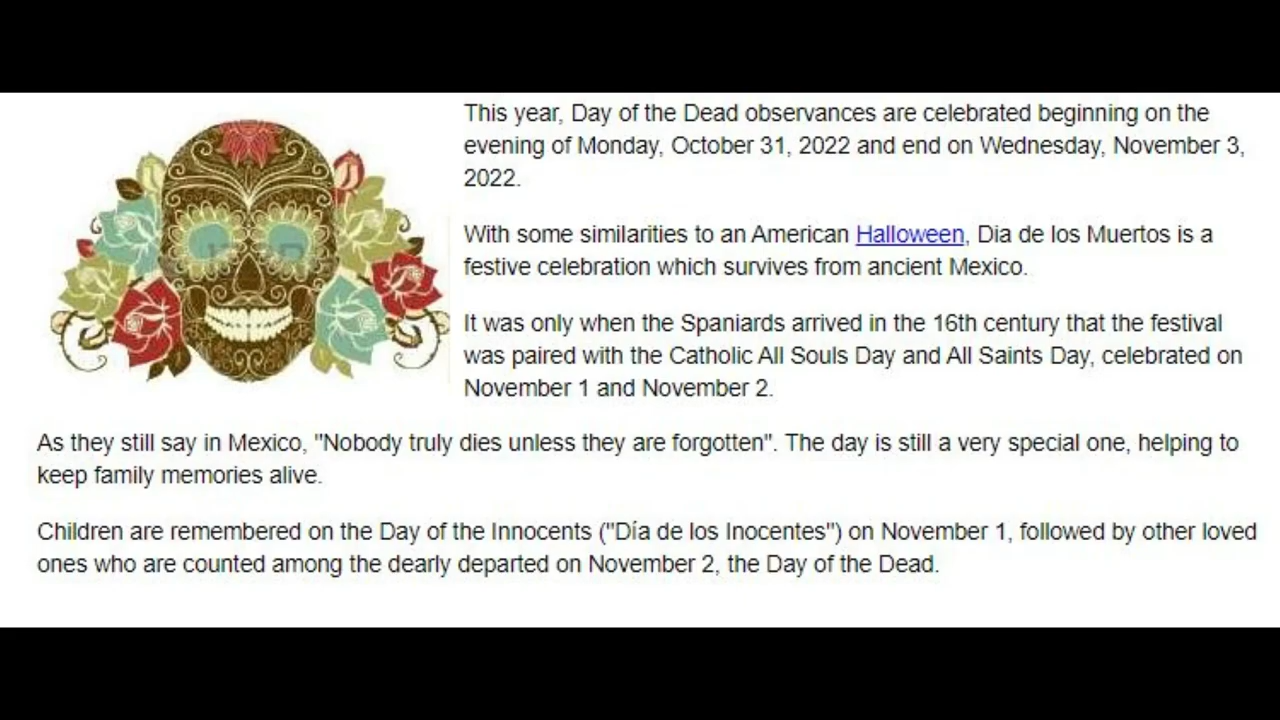 This year, Day of the Dead observances are celebrated beginning on the
evening of Monday, October 31, 2022 and end on Wednesday, November 3,
2022.
With some similarities to an American Halloween, Dia de los Muertos is a
festive celebration which survives from ancient Mexico.
It was only when the Spaniards arrived in the 16th century that the festival
was paired with the Catholic All Souls Day and All Saints Day, celebrated on
November 1 and November 2.
As they still say in Mexico, "Nobody truly dies unless they are forgotten". The day is still a very special one, helping to
keep family memories alive.
Children are remembered on the Day of the Innocents ("Día de los Inocentes") on November 1, followed by other loved
ones who are counted among the dearly departed on November 2, the Day of the Dead.